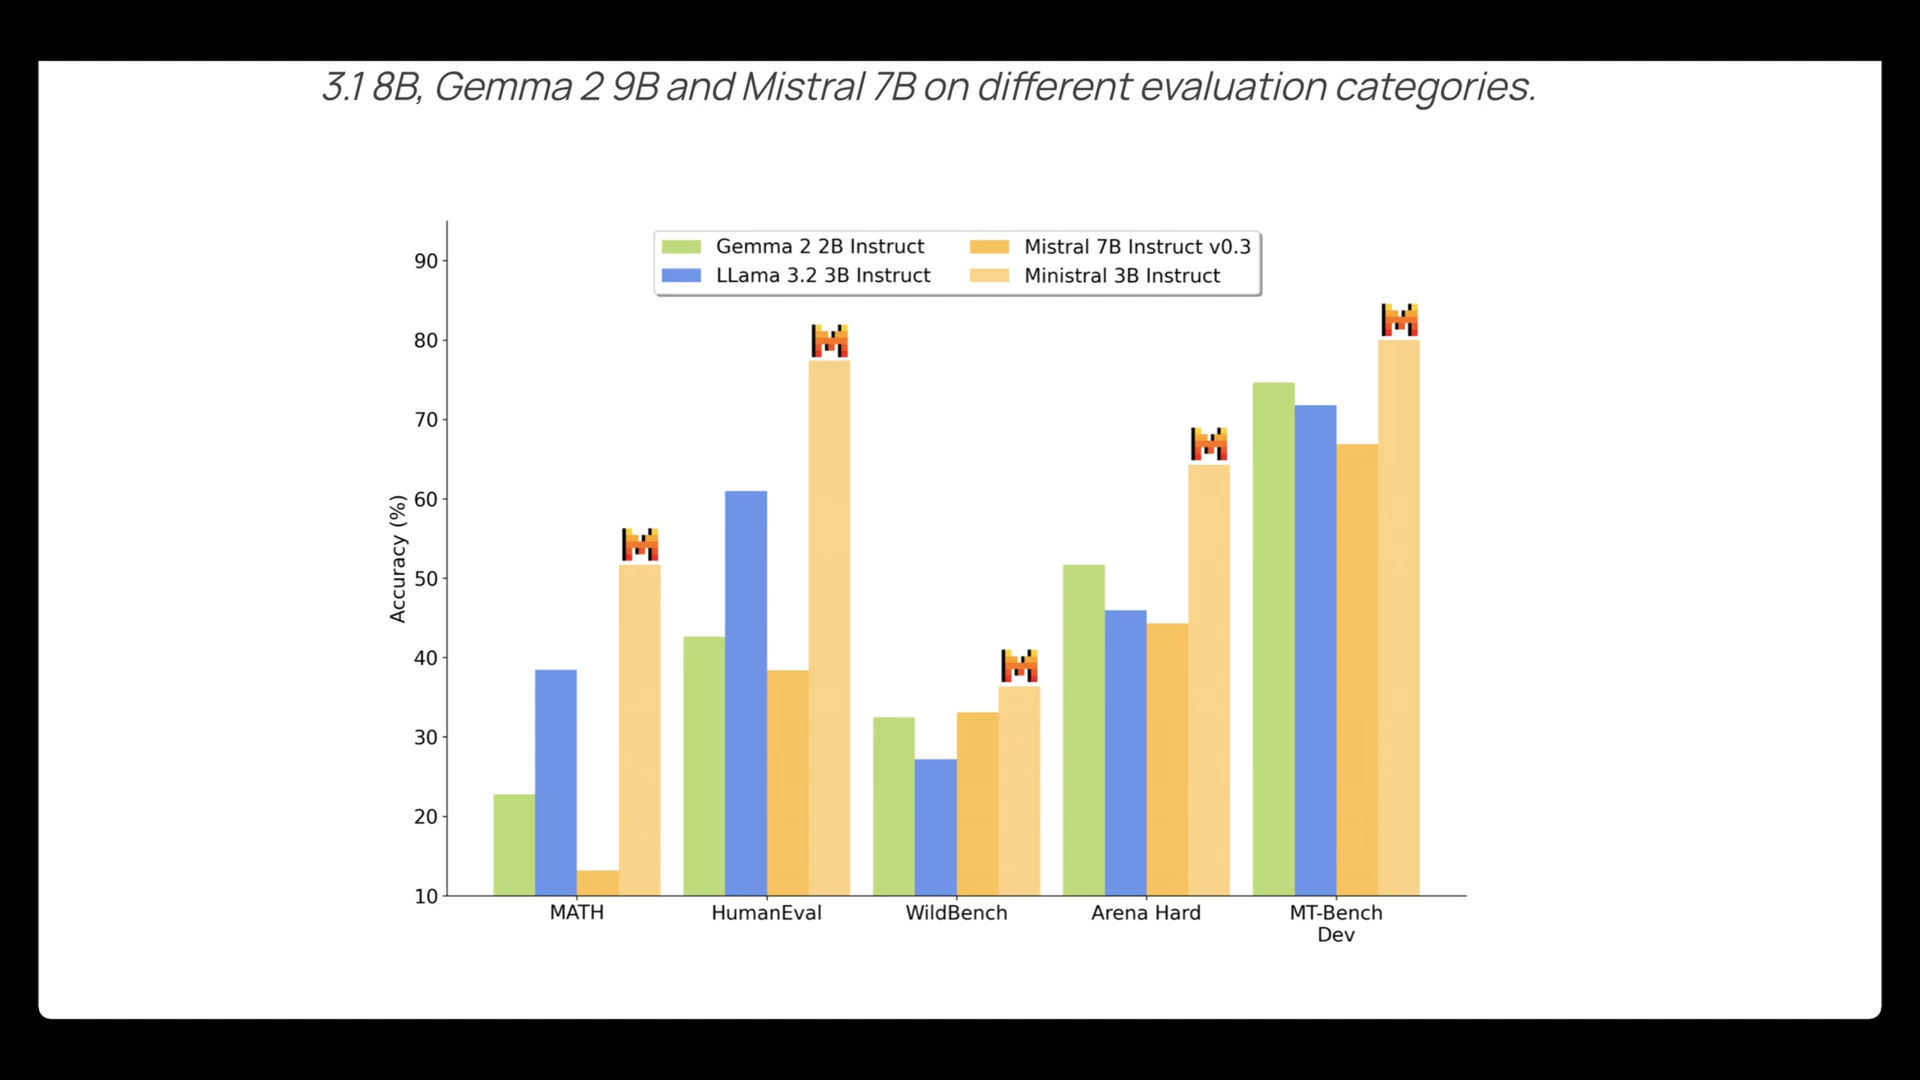 3.1 8B, Gemma 2 9B and Mistral 7B on different evaluation categories.
Gemma 2 2B Instruct
LLama 3.2 3B Instruct
Mistral 7B Instruct v0.3
Ministral 3B Instruct
Accuracy (%)
90
80
70
60
50
40
30
20
10
MATH
HumanEval
WildBench
Arena Hard
MT-Bench
Dev